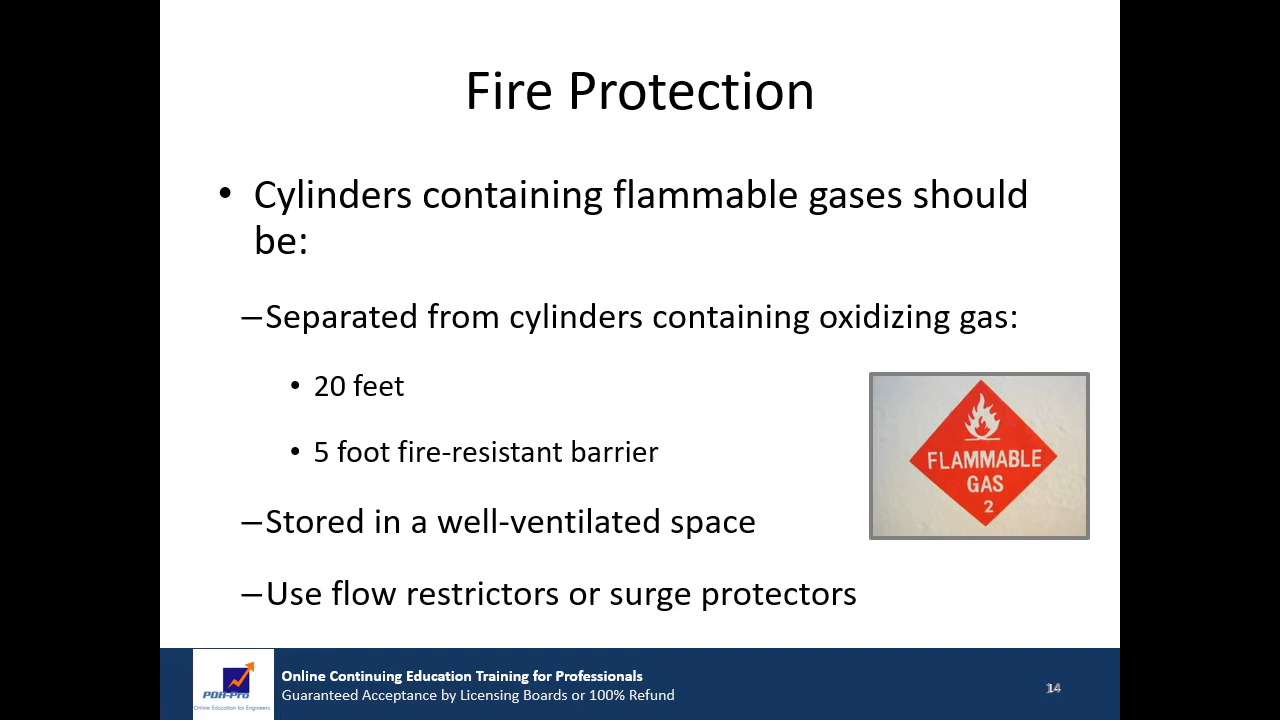 Fire Protection
• Cylinders containing flammable gases should
be:
–Separated from cylinders containing oxidizing gas:
• 20 feet
• 5 foot fire-resistant barrier
FLAMMABLE
GAS
2
–Stored in a well-ventilated space
–Use flow restrictors or surge protectors
PDH-Pro
Online Education for Engineers
Online Continuing Education Training for Professionals
Guaranteed Acceptance by Licensing Boards or 100% Refund
14